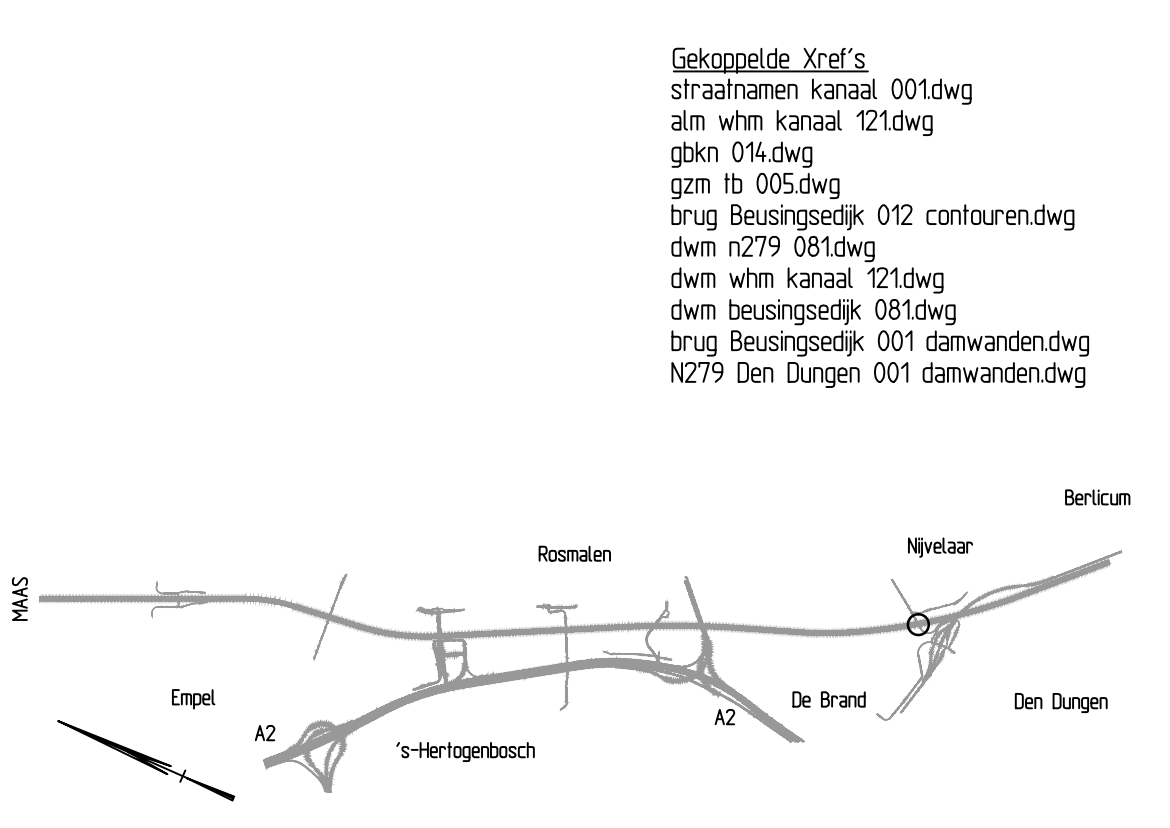 Gekoppelde Xref's
straatnamen kanaal 001.dwg
alm whm kanaal 121.dwg
gbkn 014.dwg
gzm tb 005.dwg
brug Beusingsedijk 012 contouren.dwg
dwm n279 081.dwg
dwm whm kanaal 121.dwg
dwm beusingsedijk 081.dwg
brug Beusingsedijk 001 damwanden.dwg
N279 Den Dungen 001 damwanden.dwg
Berlicum
Nijvelaar
Rosmalen
MAAS
Empel
De Brand
Den Dungen
A2
A2
's-Hertogenbosch